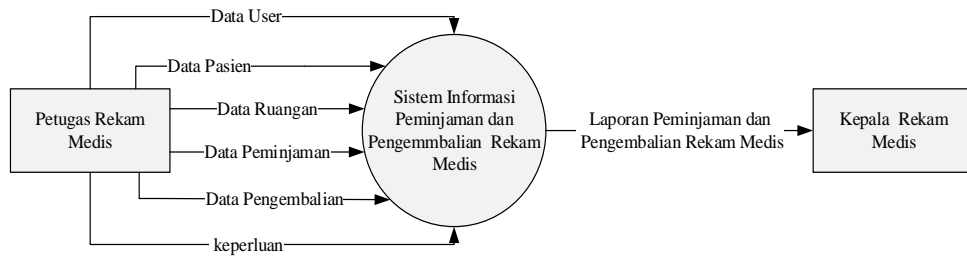 Data User
Data Pasien
Data Ruangan
Petugas Rekam
Medis
Data Peminjaman
Data Pengembalian
keperluan
Sistem Informasi
Peminjaman dan
Pengemmbalian Rekam
Medis
Laporan Peminjaman dan
Pengembalian Rekam Medis
Kepala Rekam
Medis